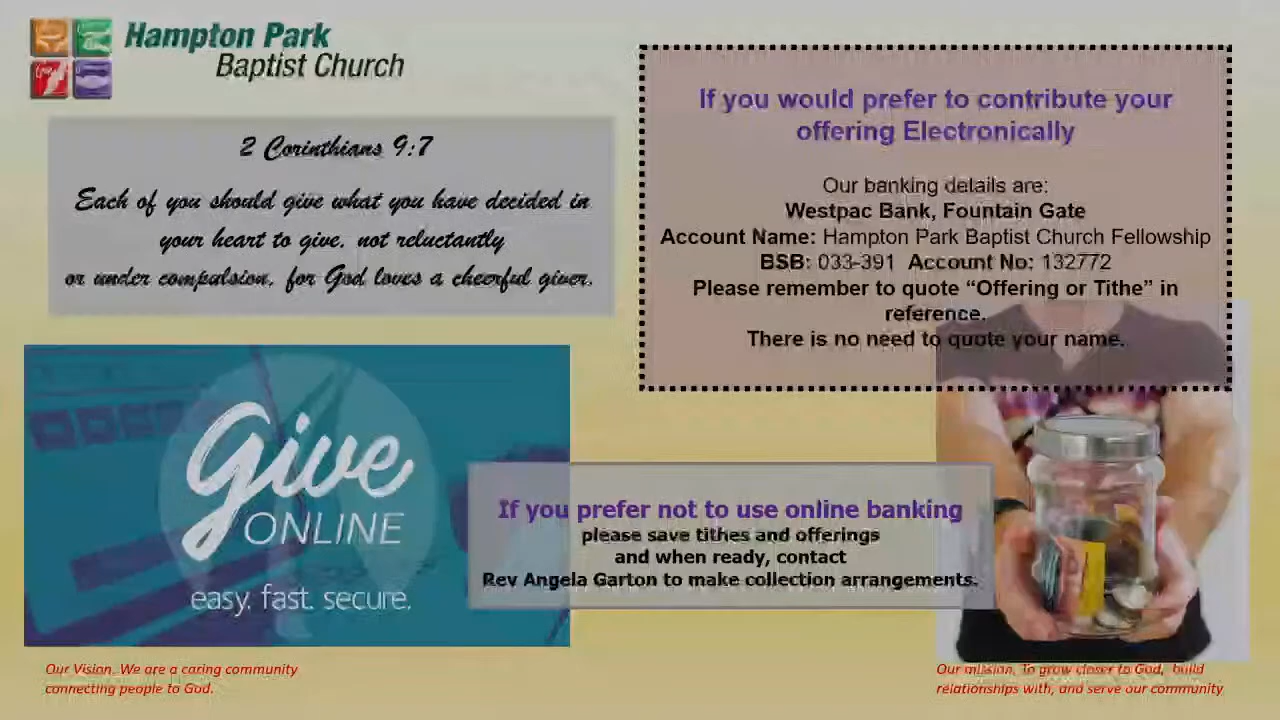 Hampton Park
Baptist Church
2 Corinthians 9:7
Each of you should give what you have decided in
your heart to give, not reluctantly
or under compulsion, for God loves a cheerful giver.
If you would prefer to contribute your
offering Electronically
Our banking details are:
Westpac Bank, Fountain Gate
Account Name: Hampton Park Baptist Church Fellowship
BSB: 033-391 Account No: 132772
Please remember to quote “Offering or Tithe” in
reference.
There is no need to quote your name.
Give
ONLINE
easy. fast. secure.
If you prefer not to use online banking
please save tithes and offerings
and when ready, contact
Rev Angela Garton to make collection arrangements.
Our Vision, We are a caring community
connecting people to God.
Our mission, To grow closer to God, build
relationships with, and serve our community